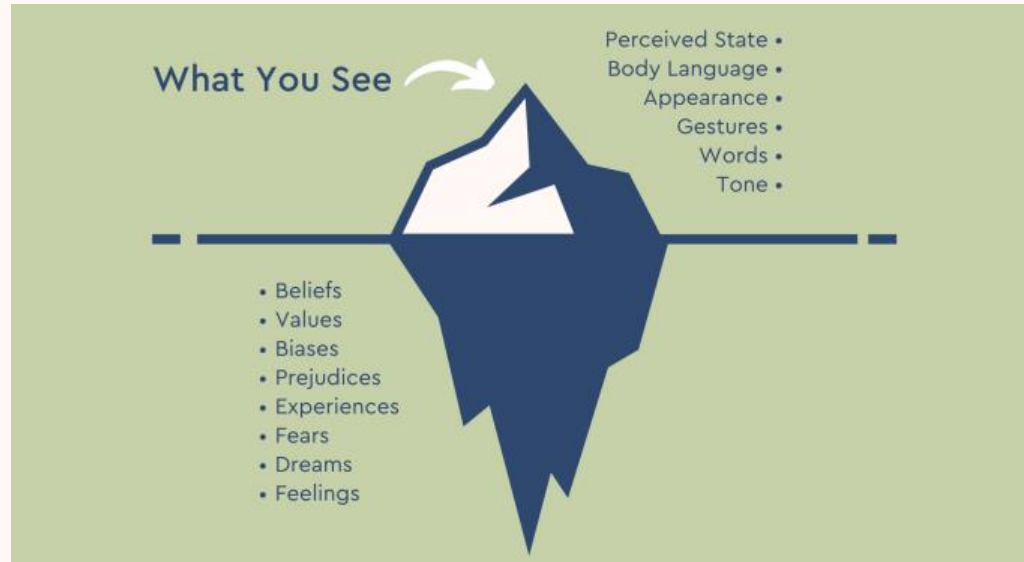 What You See
Perceived State •
Body Language •
Appearance •
Gestures •
Words •
Tone •
• Beliefs
• Values
• Biases
• Prejudices
• Experiences
• Fears
• Dreams
• Feelings